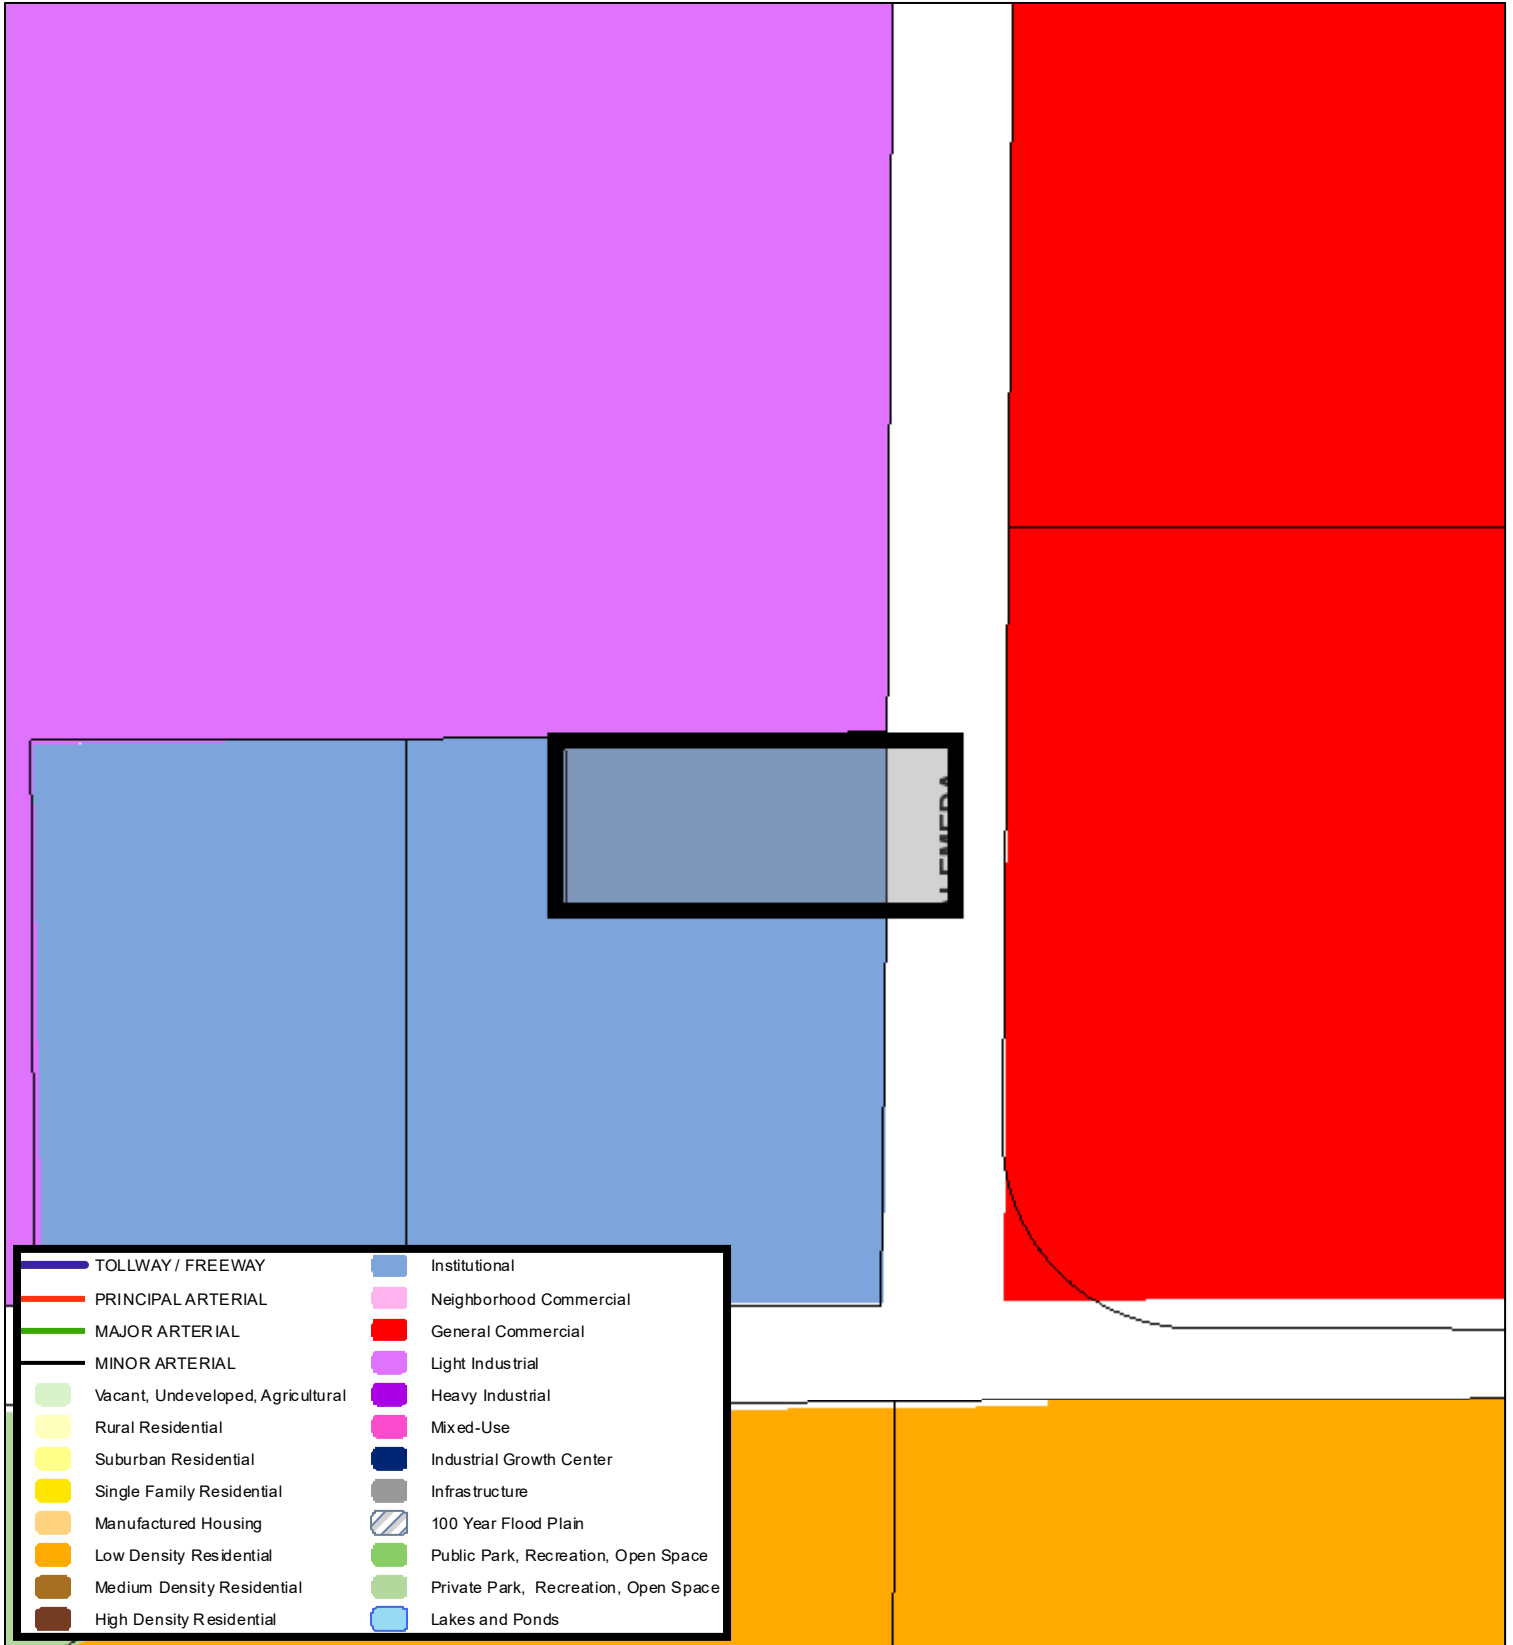 TOLLWAY / FREEWAY
PRINCIPAL ARTERIAL
MAJOR ARTERIAL
MINOR ARTERIAL
Vacant, Undeveloped, Agricultural
Rural Residential
Suburban Residential
Single Family Residential
Manufactured Housing
Low Density Residential
Medium Density Residential
High Density Residential
Institutional
Neighborhood Commercial
General Commercial
Light Industrial
Heavy Industrial
Mixed-Use
Industrial Growth Center
Infrastructure
100 Year Flood Plain
Public Park, Recreation, Open Space
Private Park, Recreation, Open Space
Lakes and Ponds